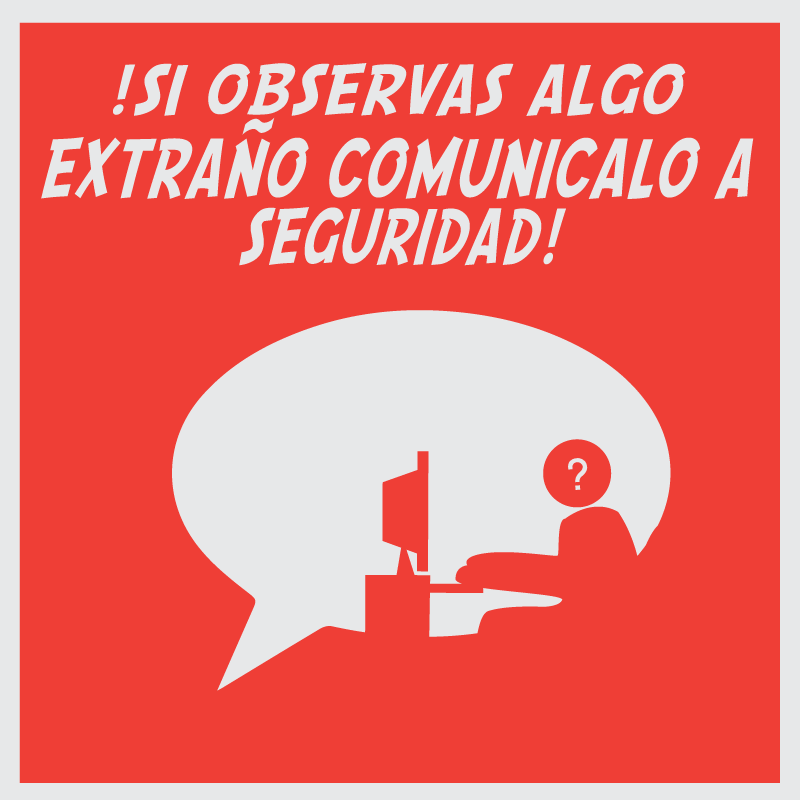 !SI OBSERVAS ALGO
EXTRAÑO COMUNICALO A
SEGURIDAD!
?